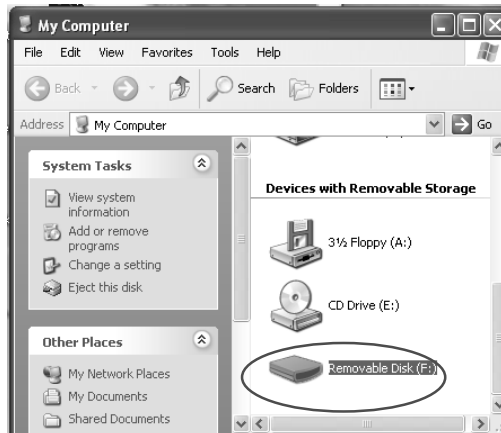 My Computer
File Edit View Favorites Tools Help
Back Search Folders
Address My Computer Go
System Tasks
View system
information
Add or remove
programs
Change a setting
Eject this disk
Other Places
My Network Places
My Documents
Shared Documents
Devices with Removable Storage
3½ Floppy (A:)
CD Drive (E:)
Removable Disk (F:)